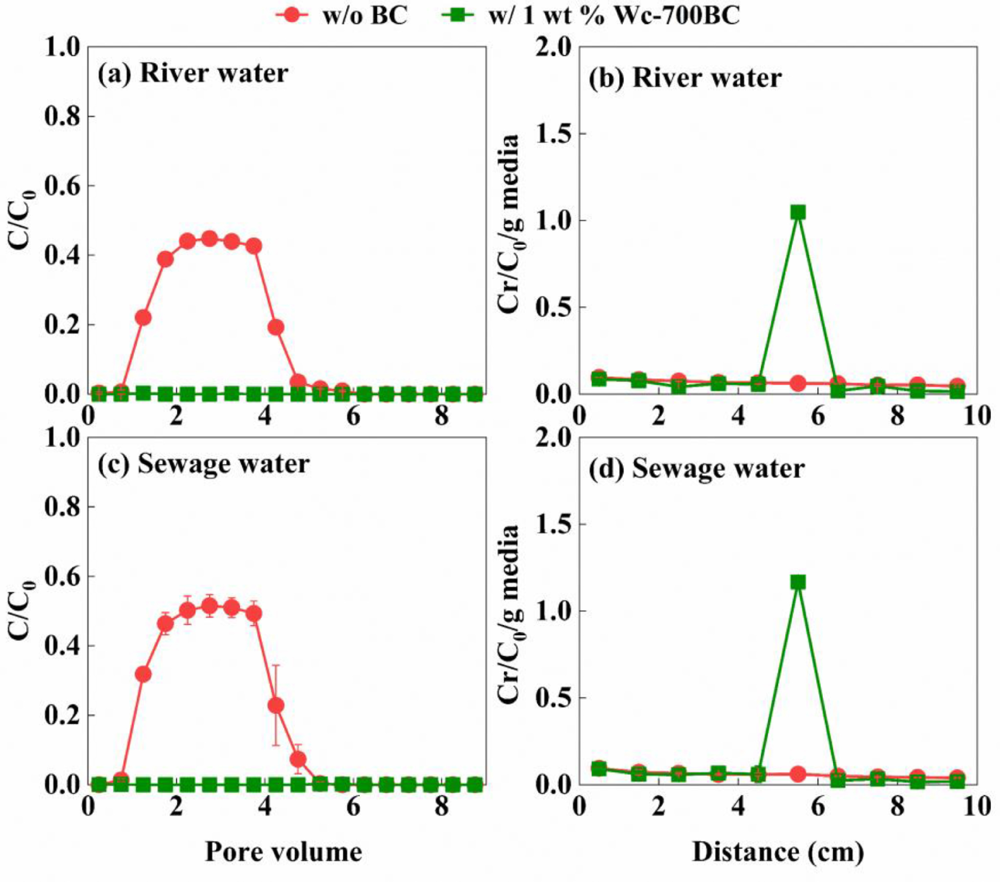 w/o BC w/ 1 wt % Wc-700BC
(a) River water
C/C0
1.0
0.8
0.6
0.4
0.2
0.0
0 2 4 6 8
(b) River water
Cr/C0/g media
2.0
1.5
1.0
0.5
0.0
0 2 4 6 8 10
(c) Sewage water
C/C0
1.0
0.8
0.6
0.4
0.2
0.0
0 2 4 6 8
Pore volume
(d) Sewage water
Cr/C0/g media
2.0
1.5
1.0
0.5
0.0
0 2 4 6 8 10
Distance (cm)